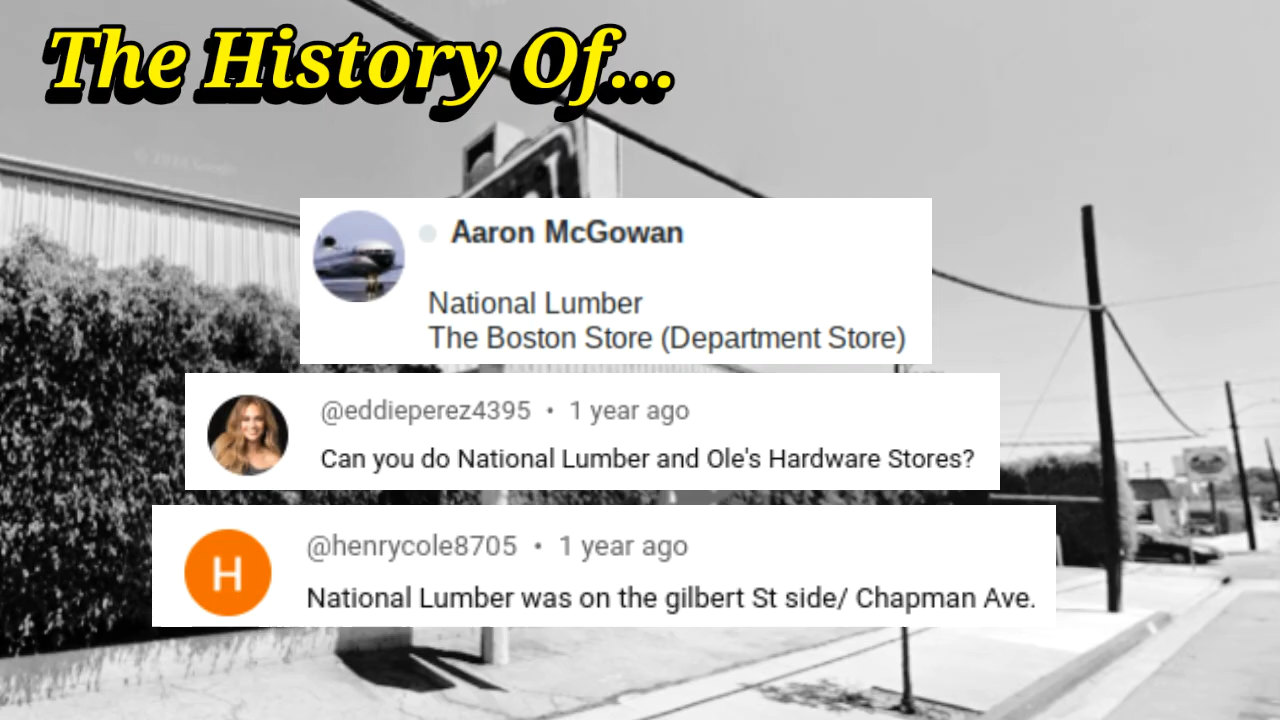 The History Of...
© 2024 Google
Aaron McGowan
National Lumber
The Boston Store (Department Store)
@eddieperez4395 • 1 year ago
Can you do National Lumber and Ole's Hardware Stores?
H
@henrycole8705 • 1 year ago
National Lumber was on the gilbert St side/ Chapman Ave.